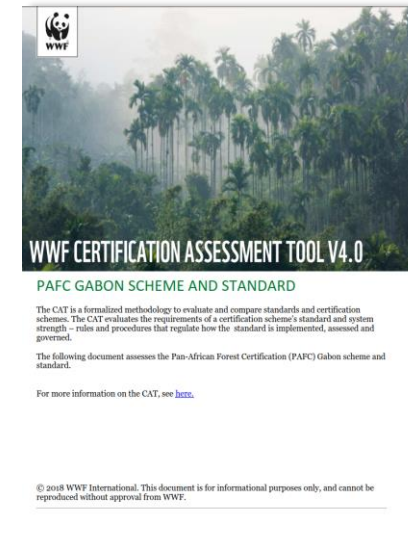 WWF
WWF CERTIFICATION ASSESSMENT TOOL V4.0
PAFC GABON SCHEME AND STANDARD
The CAT is a formalized methodology to evaluate and compare standards and certification
schemes. The CAT evaluates the requirements of a certification scheme's standard and system
strength – rules and procedures that regulate how the standard is implemented, assessed and
governed.
The following document assesses the Pan-African Forest Certification (PAFC) Gabon scheme and
standard.
For more information on the CAT, see here.
© 2018 WWF International. This document is for informational purposes only, and cannot be
reproduced without approval from WWF.